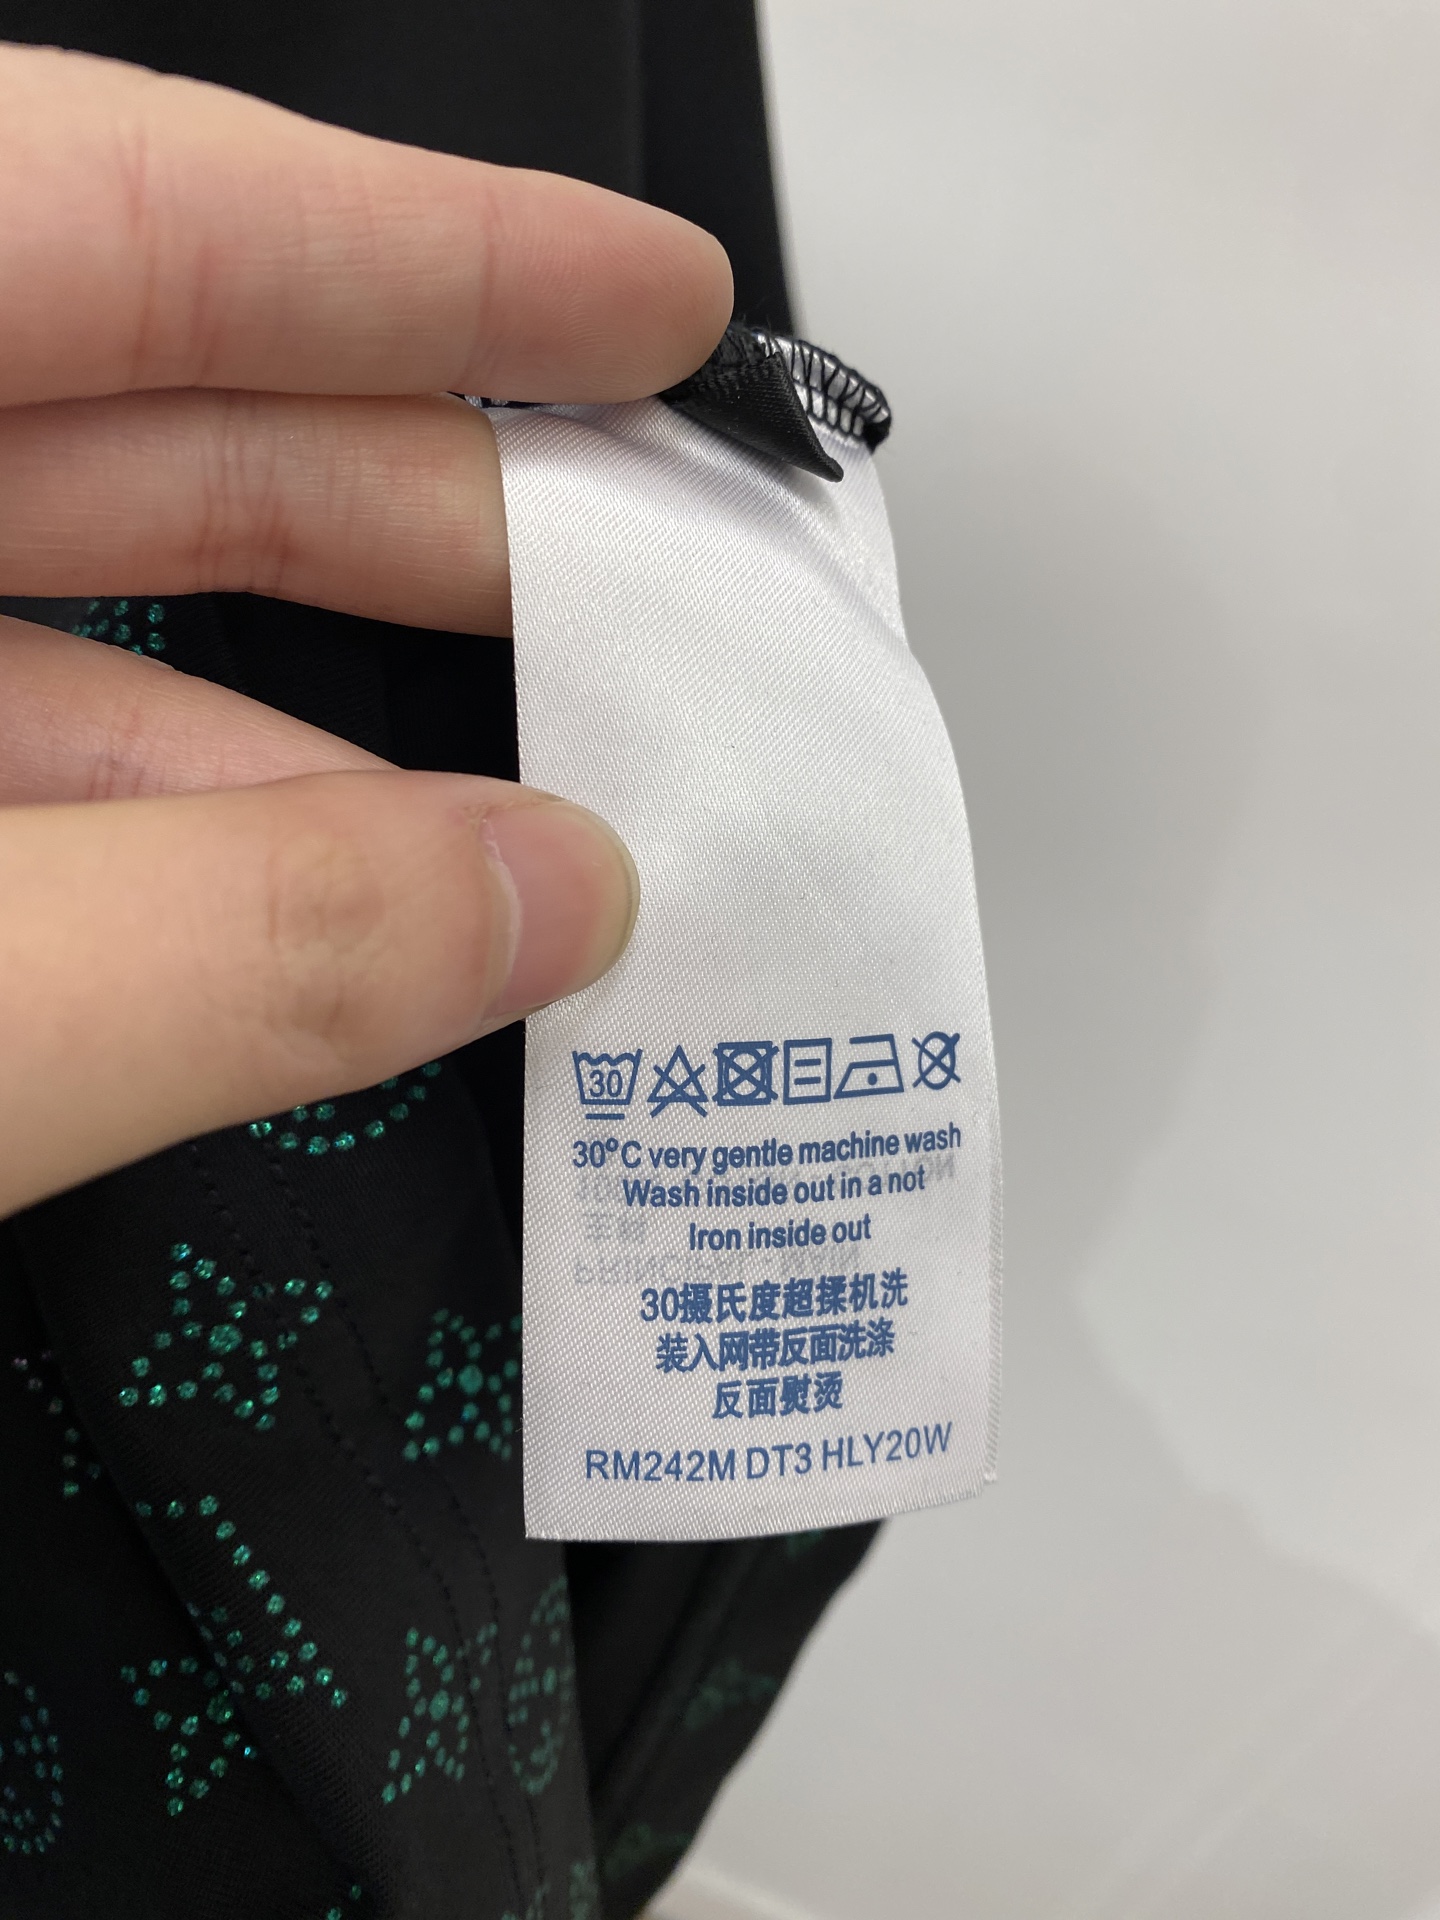 30
30°C very gentle machine wash
Wash inside out in a not
Iron inside out
30摄氏度超揉机洗
装入网带反面洗涤
反面熨烫
RM242M DT3 HLY20W